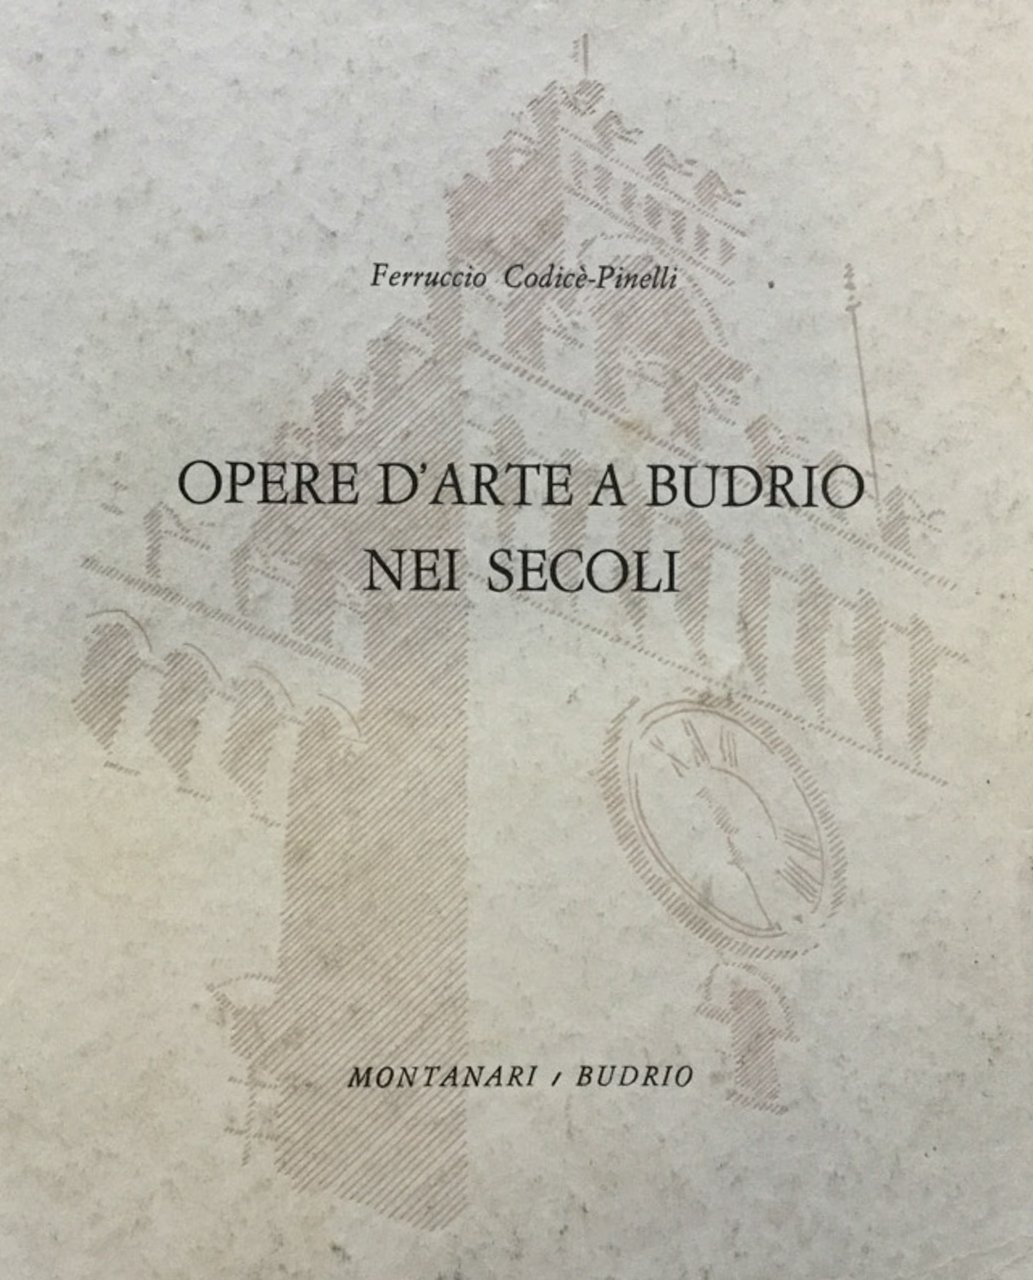 Ferruccio Codicè-Pinelli
OPERE D'ARTE A BUDRIO
NEI SECOLI
MONTANARI / BUDRIO